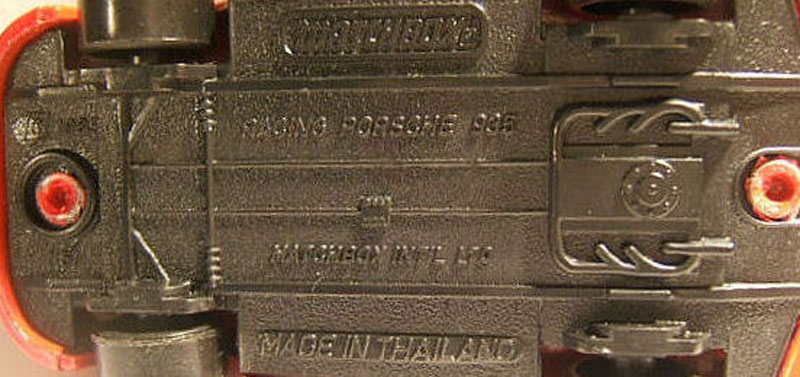 MATCHBOX
RACING PORSCHE 935
MATCHBOX INT'L LTD
MADE IN THAILAND